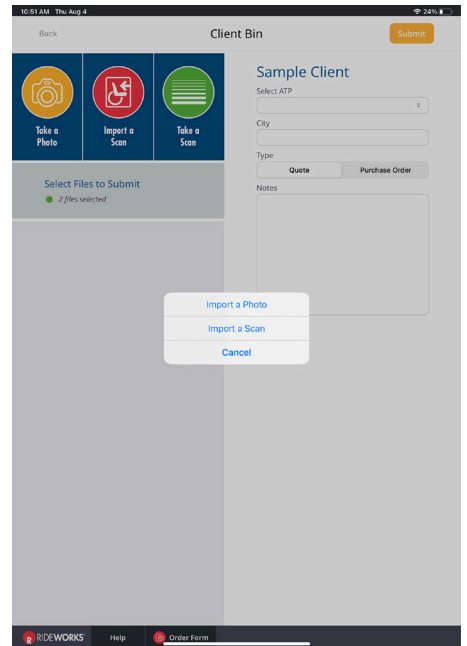 10:51 AM Thu Aug 4
24%
Back
Client Bin
Submit
Take a
Photo
Import a
Scan
Take a
Scan
Select Files to Submit
2 files selected
Sample Client
Select ATP
City
Type
Quote
Purchase Order
Notes
Import a Photo
Import a Scan
Cancel
R RIDEWORKS
Help
Order Form